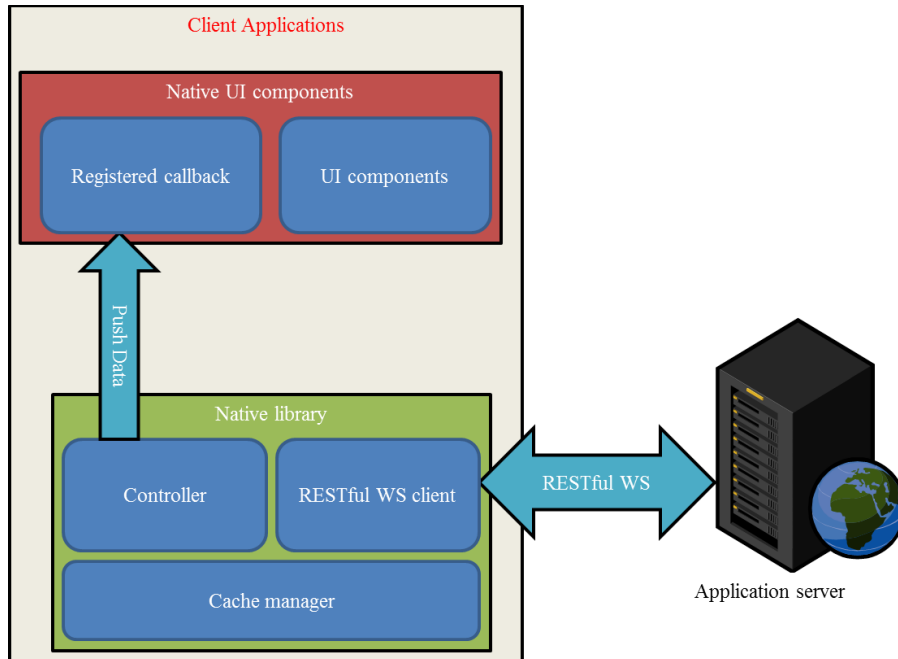 Client Applications
Native UI components
Registered callback
UI components
Push Data
Native library
Controller
RESTful WS client
RESTful WS
Cache manager
Application server